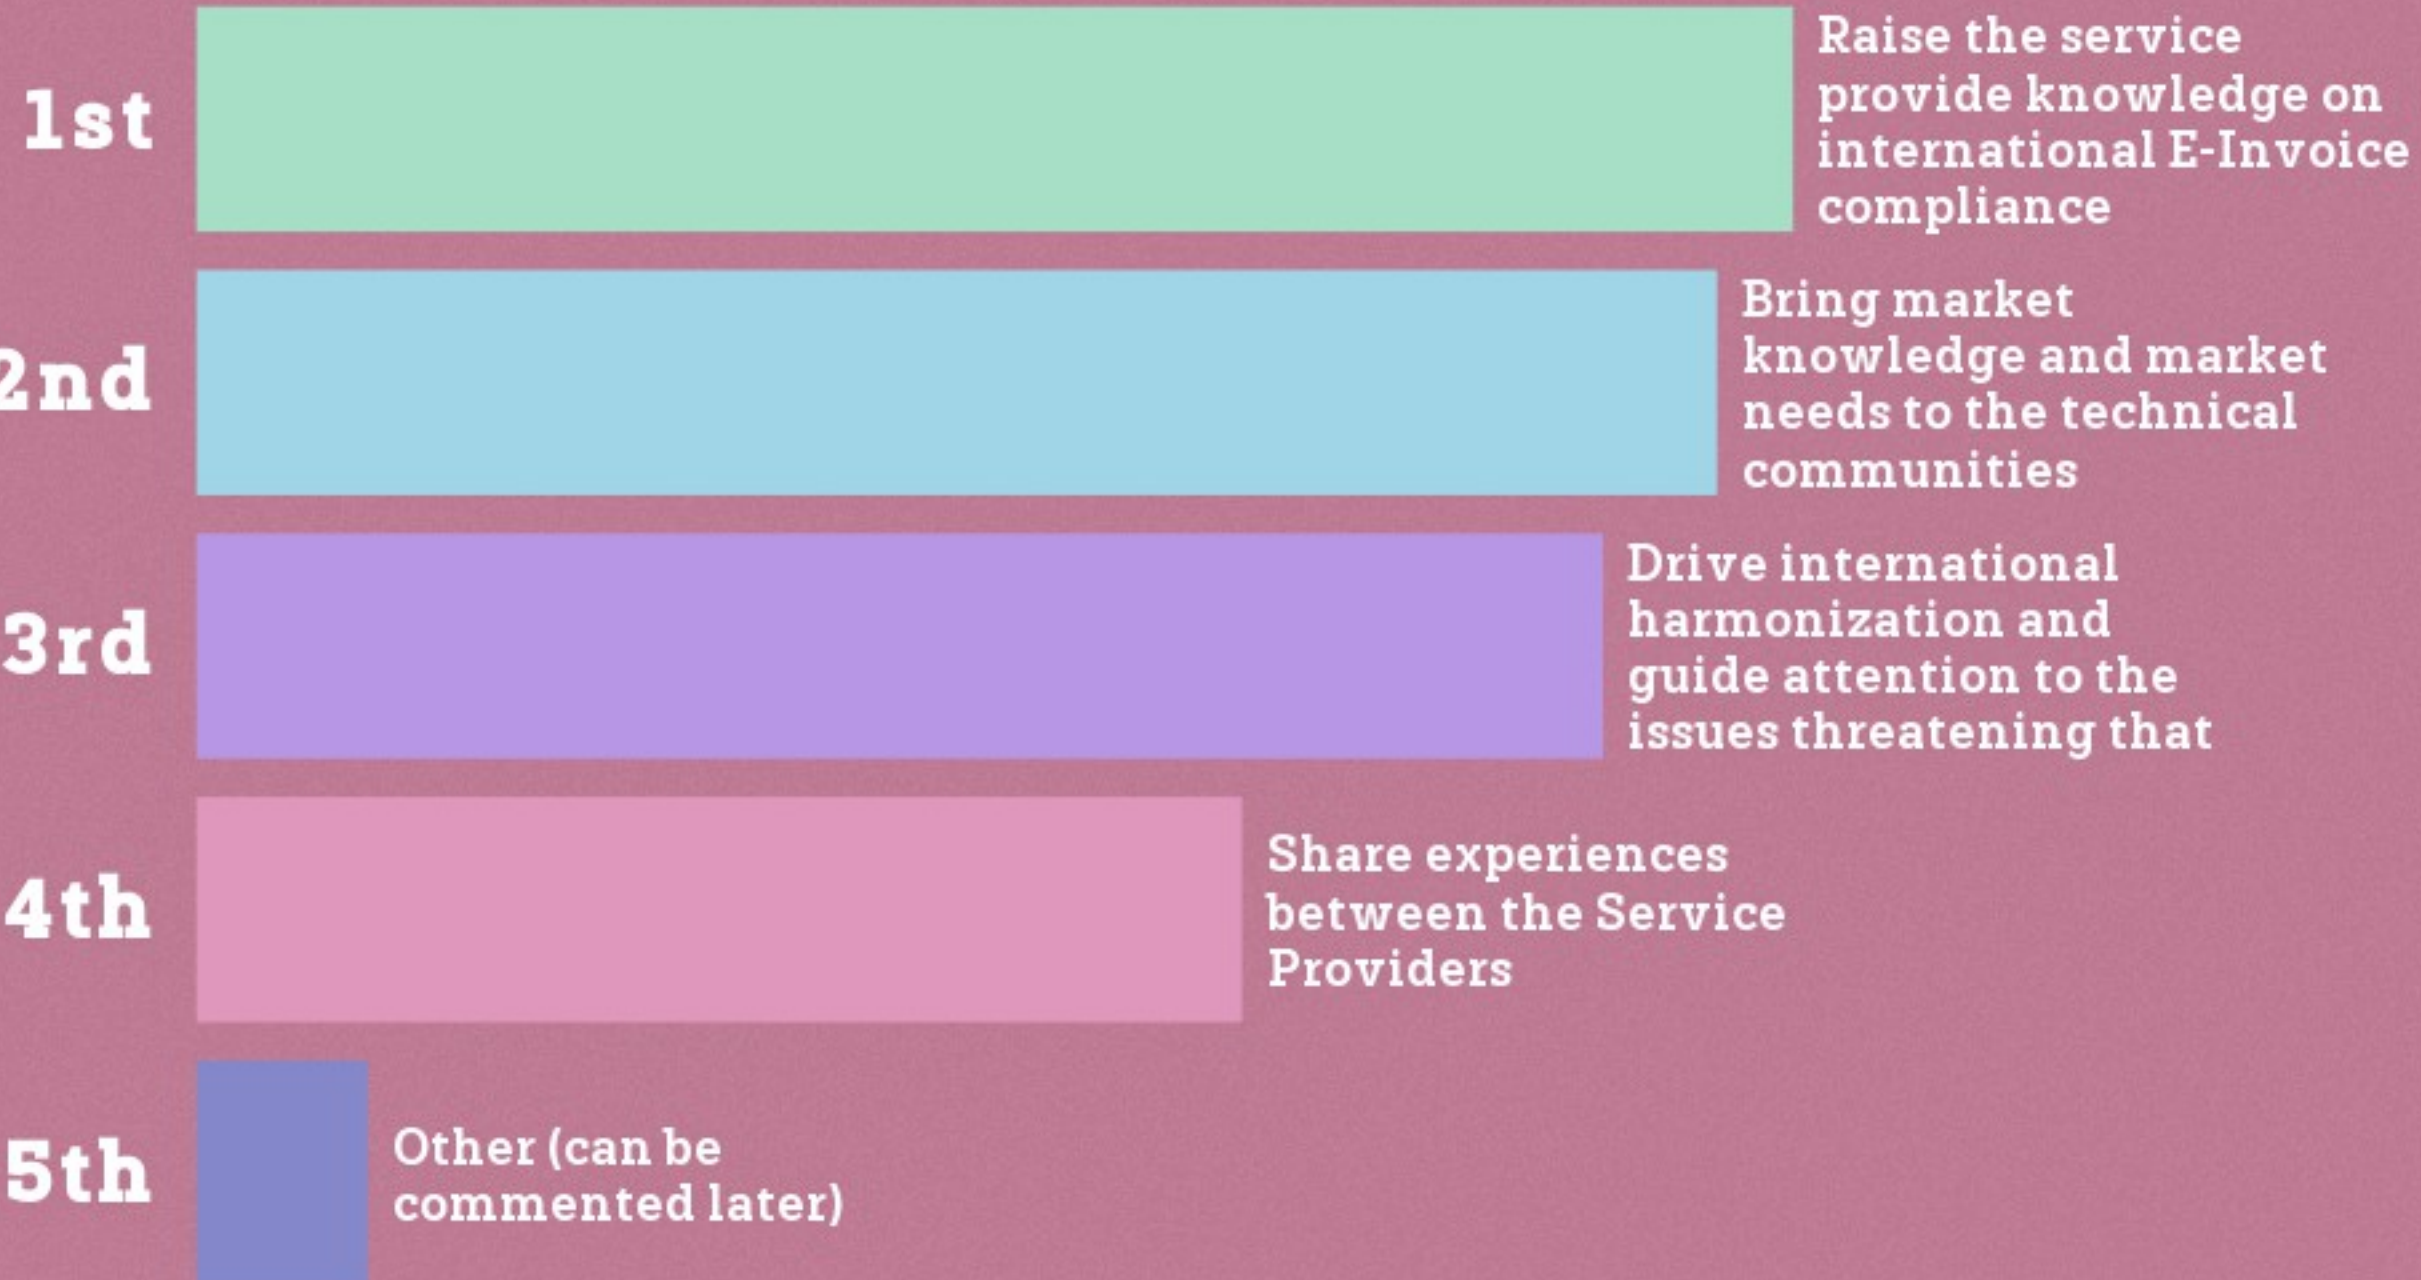 1st
Raise the service
provide knowledge on
international E-Invoice
compliance
2nd
Bring market
knowledge and market
needs to the technical
communities
3rd
Drive international
harmonization and
guide attention to the
issues threatening that
4th
Share experiences
between the Service
Providers
5th
Other (can be
commented later)